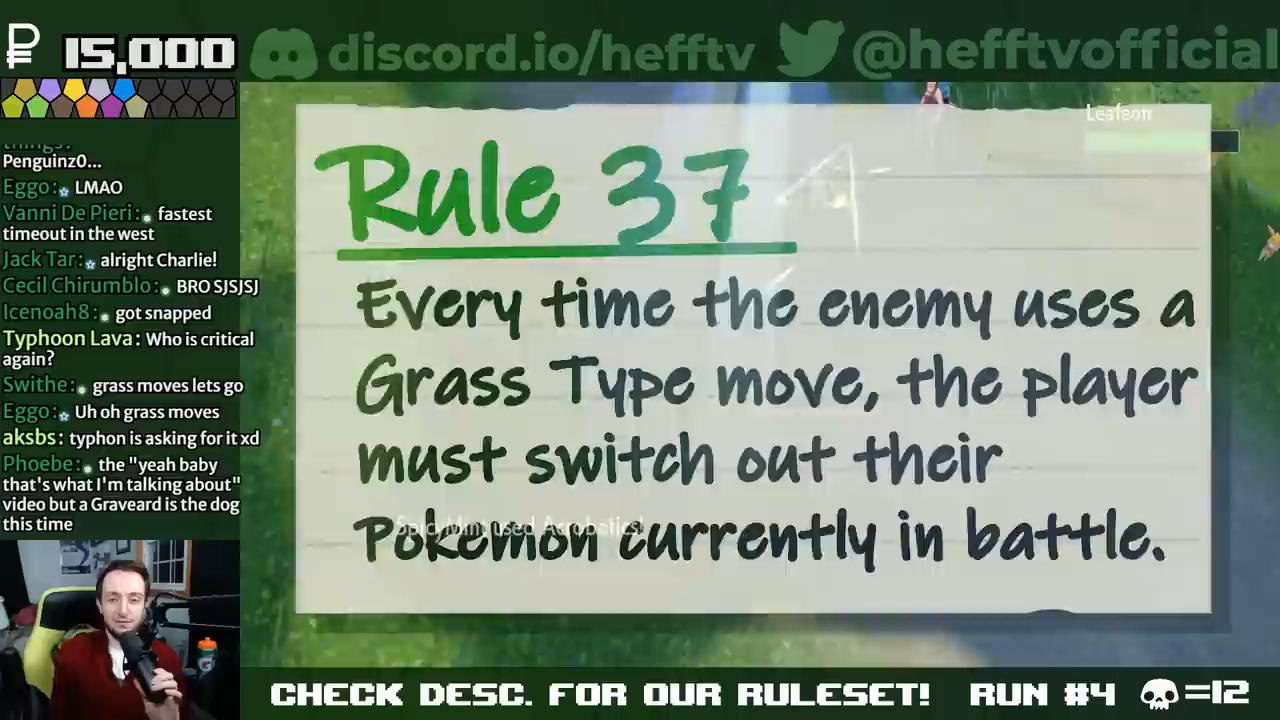 ₽ 15,000
discord.io/hefftv
@hefftvofficial
things?
Penguinz0...
Eggo: LMAO
Vanni De Pieri: fastest
timeout in the west
Jack Tar: alright Charlie!
Cecil Chirumblo: BRO SJSJSJ
Icenoah8: got snapped
Typhoon Lava: Who is critical
again?
Swithe: grass moves lets go
Eggo: Uh oh grass moves
aksbs: typhon is asking for it xd
Phoebe: the "yeah baby
that's what I'm talking about"
video but a Graveard is the dog
this time
Leafeon
Rule 37
Every time the enemy uses a
Grass Type move, the player
must switch out their
Pokemon currently in battle.
used Acrobatics!
CHECK DESC. FOR OUR RULESET! RUN #4 =12